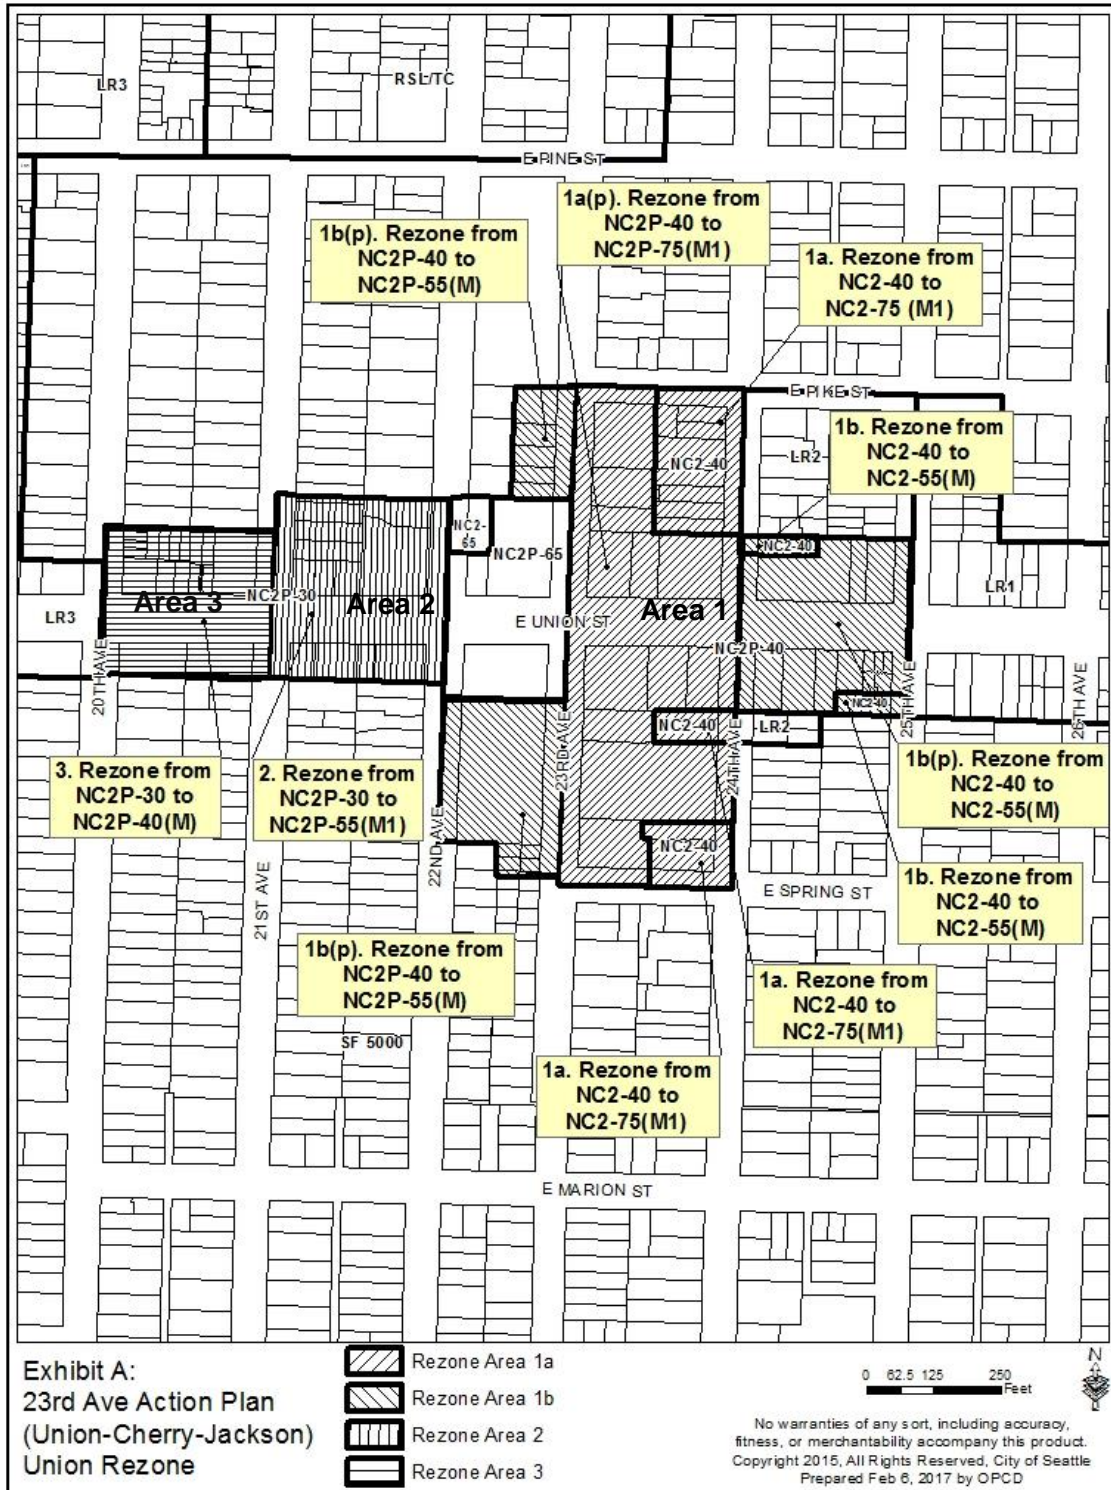 LR3
RSL/TC
E PINE ST
1a(p). Rezone from
NC2P-40 to
NC2P-75(M1)
1b(p). Rezone from
NC2P-40 to
NC2P-55(M)
1a. Rezone from
NC2-40 to
NC2-75 (M1)
E PIKE ST
1b. Rezone from
NC2-40 to
NC2-55(M)
LR2
NC2-40
NC2-
65
NC2P-65
NC2-40
LR1
LR3
Area 3
NC2P-30
Area 2
E UNION ST
Area 1
NC2P-40
20TH AVE
NC2-40
NC2-40
LR2
23RD AVE
24TH AVE
25TH AVE
26TH AVE
3. Rezone from
NC2P-30 to
NC2P-40(M)
2. Rezone from
NC2P-30 to
NC2P-55(M1)
1b(p). Rezone from
NC2-40 to
NC2-55(M)
22ND AVE
21ST AVE
NC2-40
E SPRING ST
1b. Rezone from
NC2-40 to
NC2-55(M)
1b(p). Rezone from
NC2P-40 to
NC2P-55(M)
1a. Rezone from
NC2-40 to
NC2-75(M1)
SF 5000
1a. Rezone from
NC2-40 to
NC2-75(M1)
E MARION ST
Exhibit A:
23rd Ave Action Plan
(Union-Cherry-Jackson)
Union Rezone
Rezone Area 1a
Rezone Area 1b
Rezone Area 2
Rezone Area 3
0 62.5 125 250
Feet
N
No warranties of any sort, including accuracy,
fitness, or merchantability accompany this product.
Copyright 2015, All Rights Reserved, City of Seattle
Prepared Feb 6, 2017 by OPCD